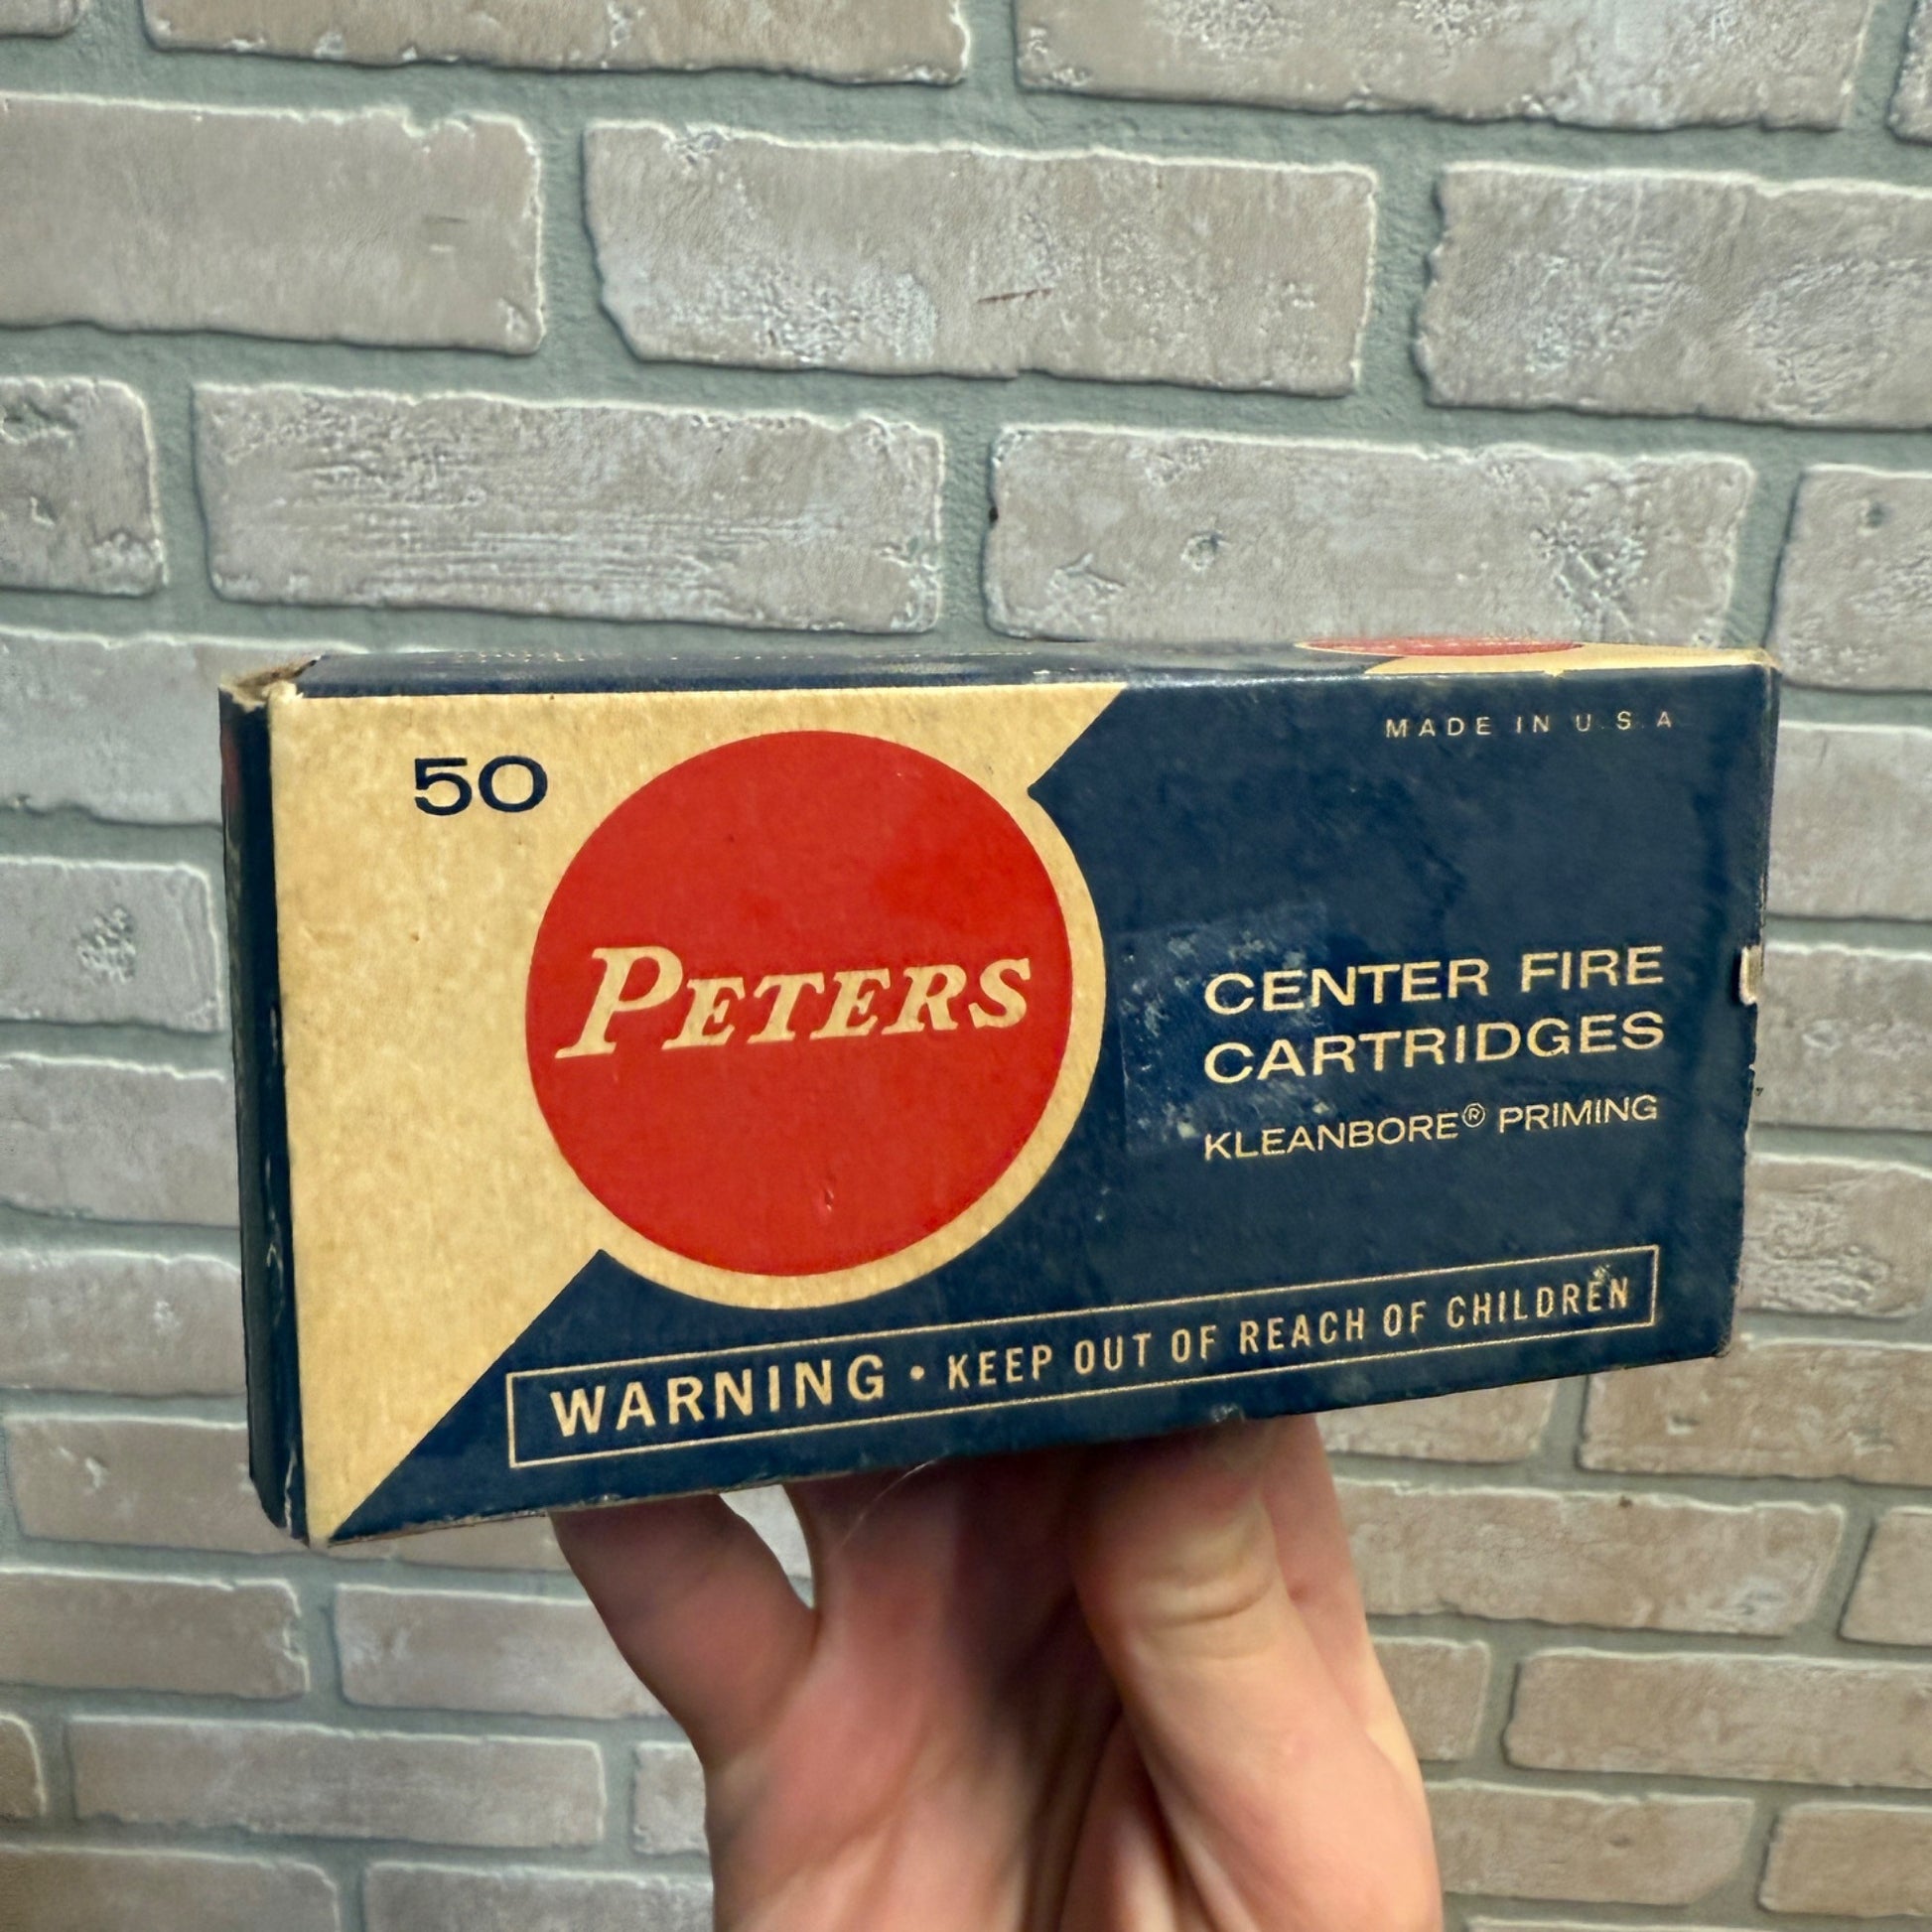 50
MADE IN U.S.A
PETERS
CENTER FIRE
CARTRIDGES
KLEANBORE® PRIMING
WARNING • KEEP OUT OF REACH OF CHILDREN